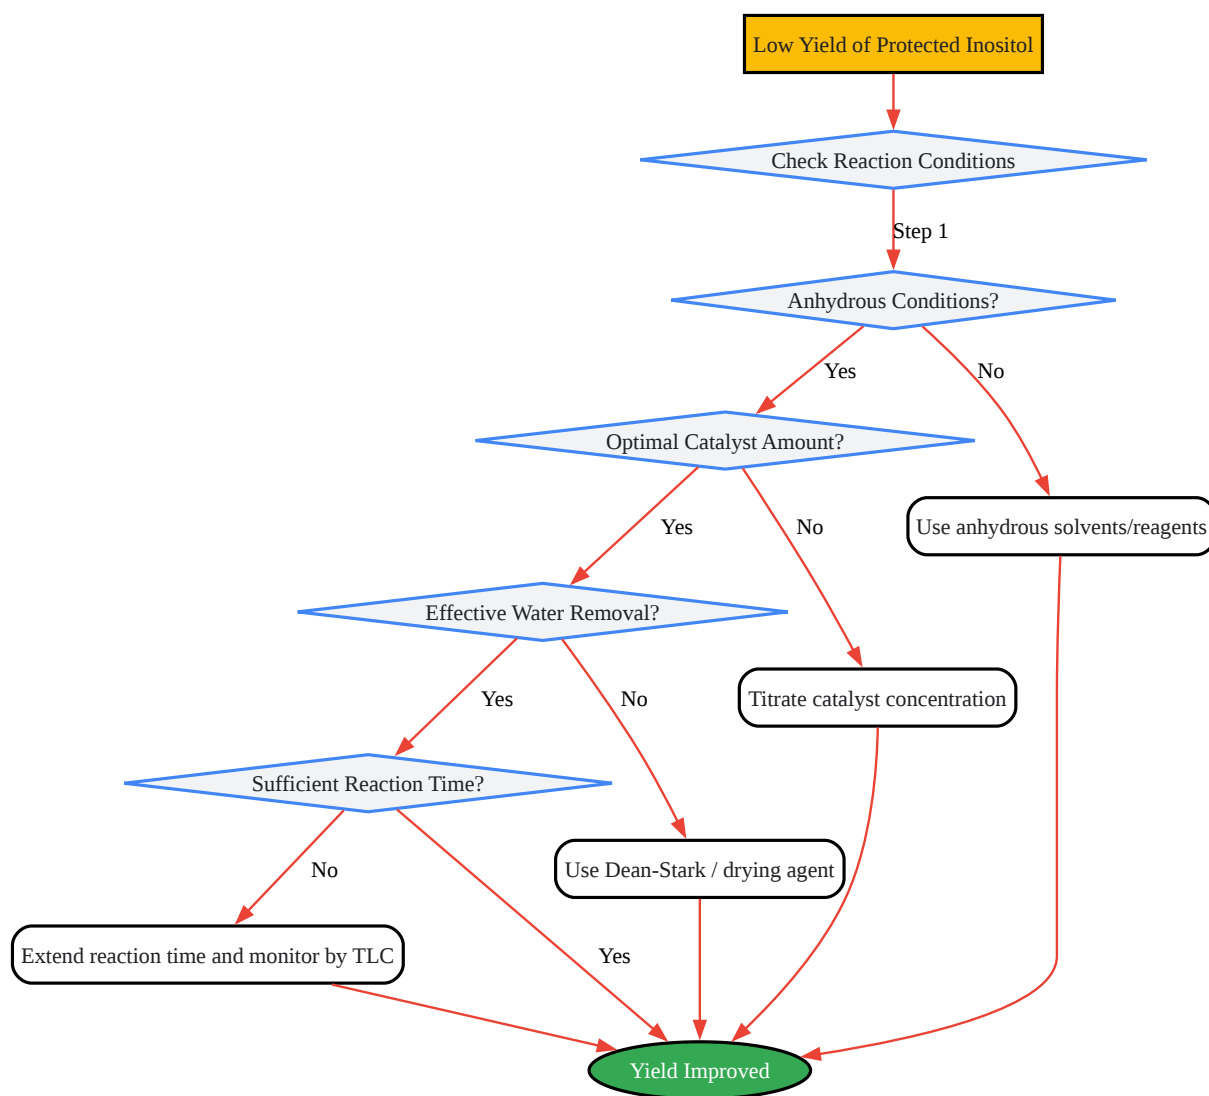 Low Yield of Protected Inositol
Check Reaction Conditions
Step 1
Anhydrous Conditions?
Yes
No
Optimal Catalyst Amount?
Yes
No
Use anhydrous solvents/reagents
Effective Water Removal?
Yes
No
Titrate catalyst concentration
Sufficient Reaction Time?
No
Use Dean-Stark / drying agent
Extend reaction time and monitor by TLC
Yes
Yield Improved